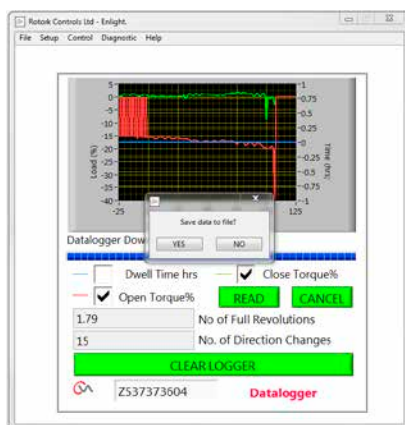 Rotork Controls Ltd - Enlight.
File Setup Control Diagnostic Help
5
0
-5
-10
-15
-20
-25
-30
-35
-40
Load (%)
1
0.75
0.5
0.25
0
-0.25
-0.5
-0.75
-1
Time (hrs)
-25
125
Save data to file?
YES NO
Datalogger Dow
Dwell Time hrs
Close Torque%
Open Torque%
READ CANCEL
1.79 No of Full Revolutions
15 No. of Direction Changes
CLEAR LOGGER
ZS37373604 Datalogger